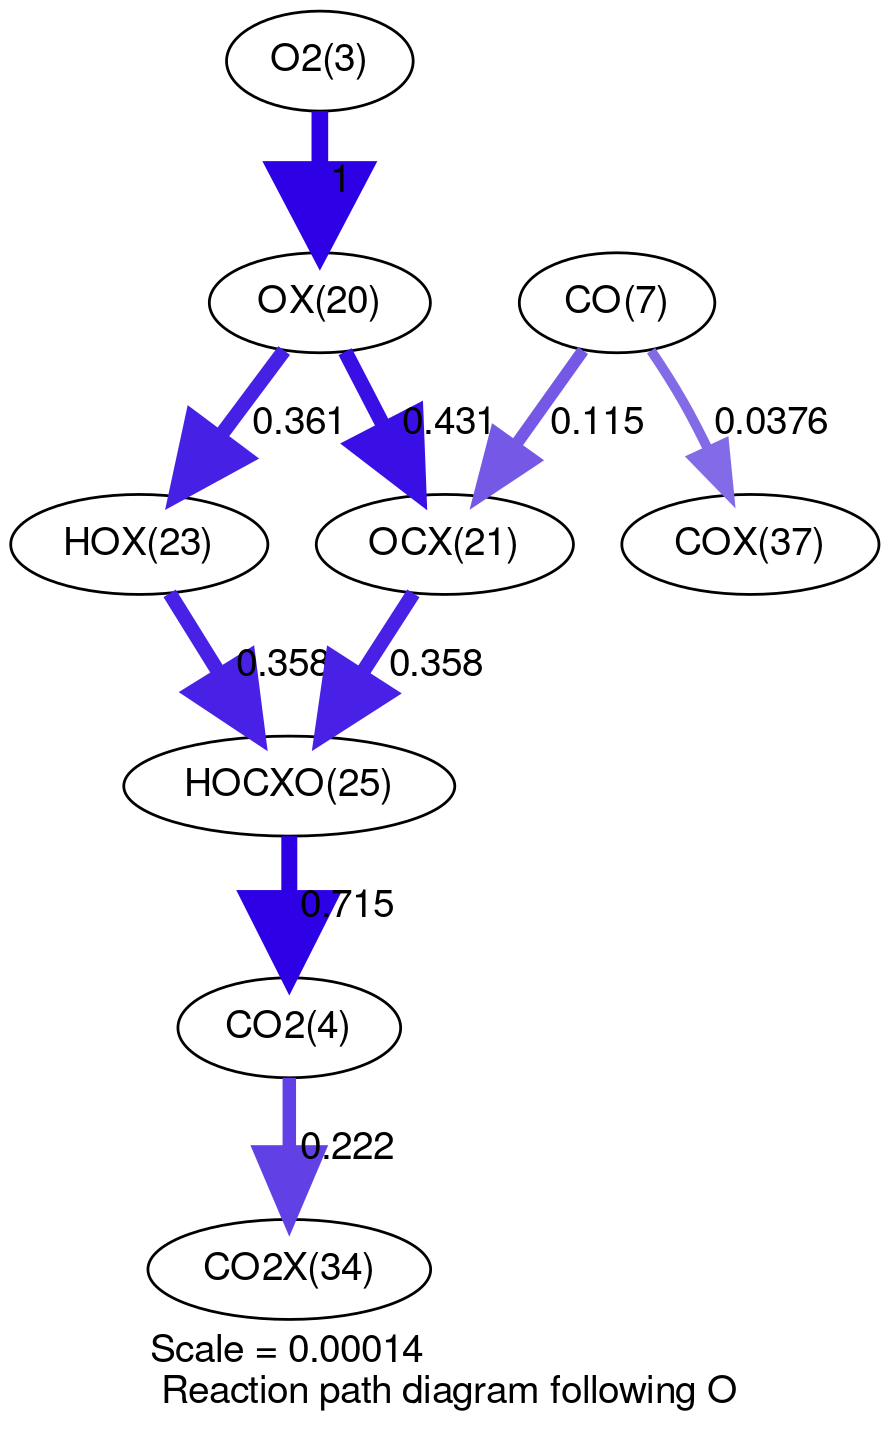 O2(3)
1
OX(20)
CO(7)
0.361
0.431
0.115
0.0376
HOX(23)
OCX(21)
COX(37)
0.358
0.358
HOCXO(25)
0.715
CO2(4)
0.222
CO2X(34)
Scale = 0.00014
Reaction path diagram following O